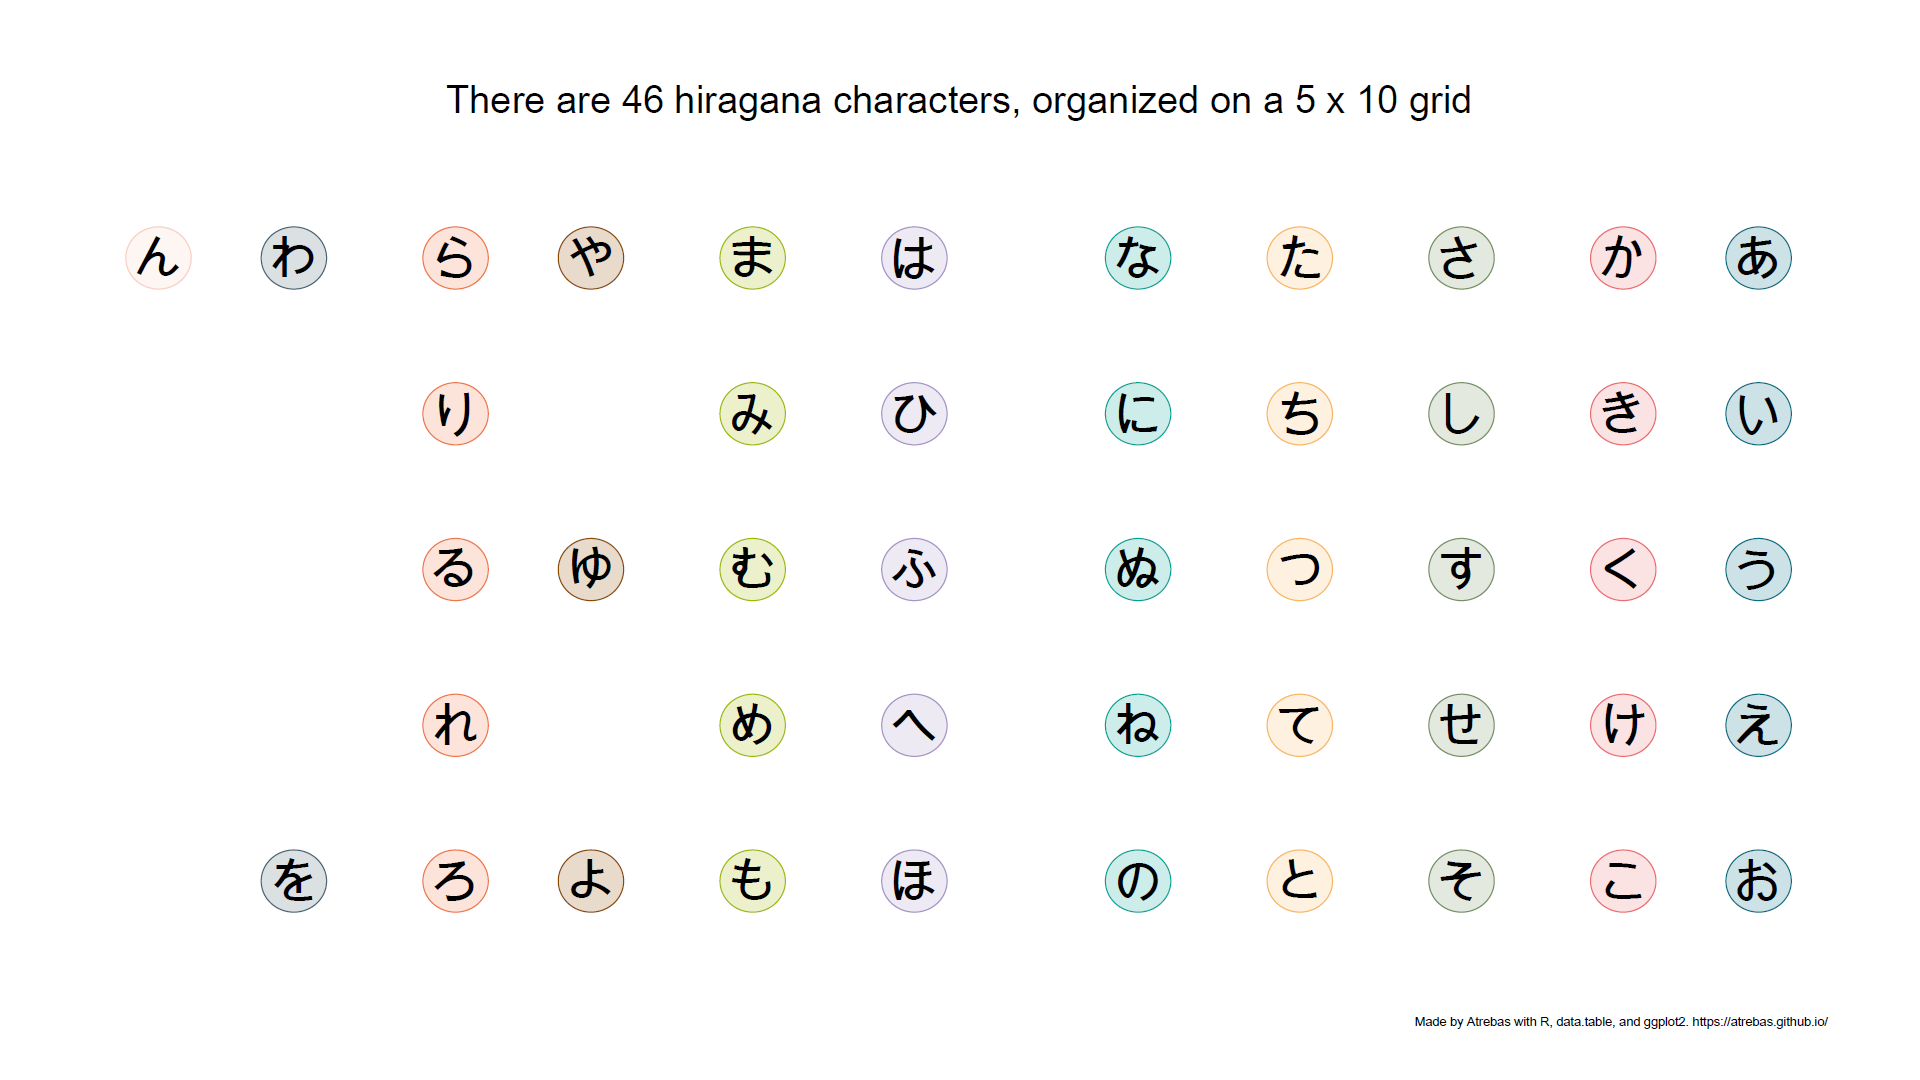 There are 46 hiragana characters, organized on a 5 x 10 grid
ん わ ら や ま は な た さ か あ
り み ひ に ち し き い
る ゆ む ふ ぬ つ す く う
れ め へ ね て せ け え
を ろ よ も ほ の と そ こ お
Made by Atrebas with R, data.table, and ggplot2. https://atrebas.github.io/